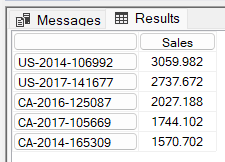 Messages Results
Sales
US-2014-106992 3059.982
US-2017-141677 2737.672
CA-2016-125087 2027.188
CA-2017-105669 1744.102
CA-2014-165309 1570.702